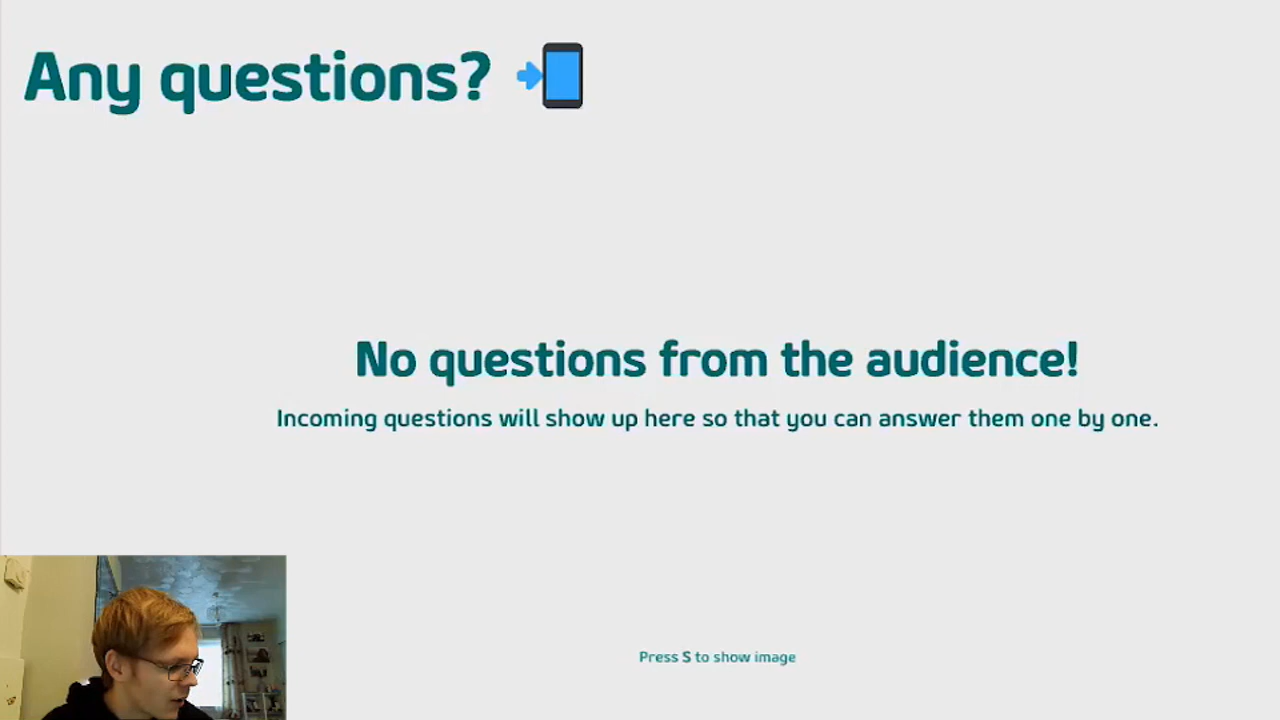 Any questions?
No questions from the audience!
Incoming questions will show up here so that you can answer them one by one.
Press S to show image